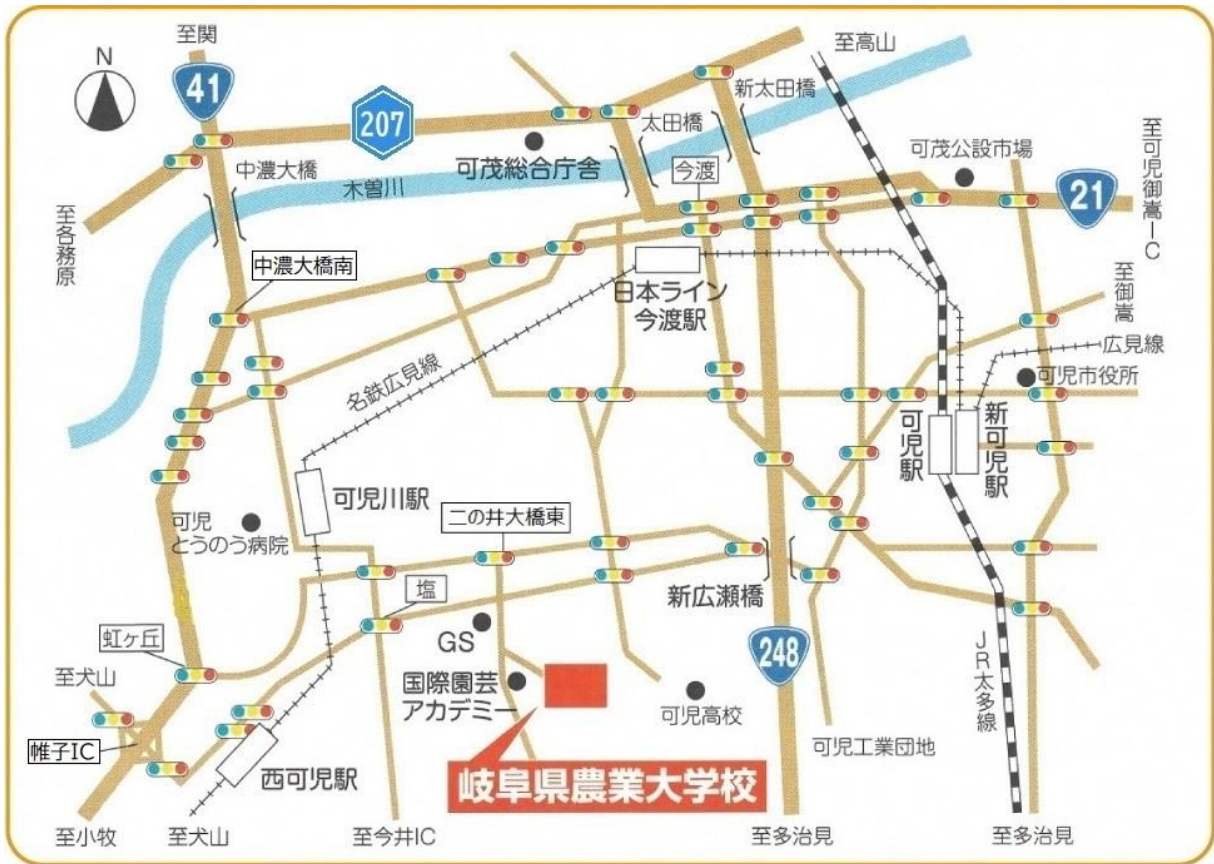 至関
N
41
207
至高山
新太田橋
太田橋
可茂総合庁舎
今渡
可茂公設市場
至可児御嵩IC
21
中濃大橋
木曽川
至各務原
中濃大橋南
日本ライン
今渡駅
至御嵩
広見線
名鉄広見線
可児市役所
可児駅
新可児駅
可児川駅
可児
とうのう病院
二の井大橋東
塩
新広瀬橋
GS
虹ヶ丘
248
JR太多線
至犬山
国際園芸
アカデミー
可児高校
可児工業団地
帷子IC
西可児駅
岐阜県農業大学校
至小牧
至犬山
至今井IC
至多治見
至多治見